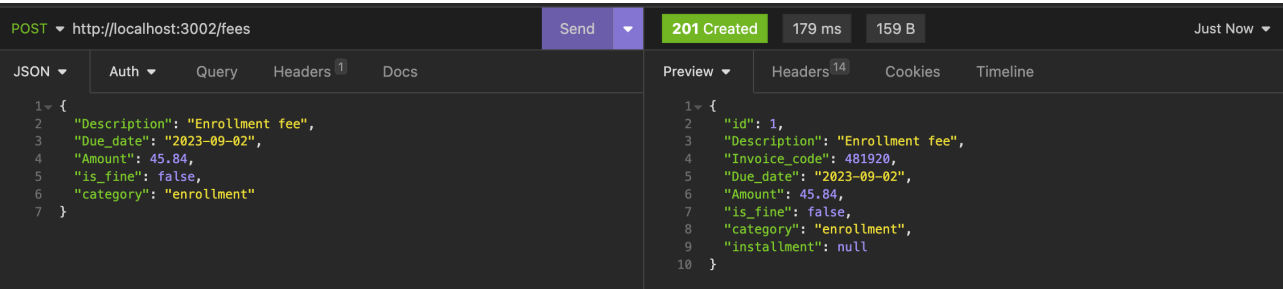 POST http://localhost:3002/fees Send 201 Created 179 ms 159 B Just Now
JSON Auth Query Headers 1 Docs
Preview Headers 14 Cookies Timeline
1 {
2 "Description": "Enrollment fee",
3 "Due_date": "2023-09-02",
4 "Amount": 45.84,
5 "is_fine": false,
6 "category": "enrollment"
7 }
1 {
2 "id": 1,
3 "Description": "Enrollment fee",
4 "Invoice_code": 481920,
5 "Due_date": "2023-09-02",
6 "Amount": 45.84,
7 "is_fine": false,
8 "category": "enrollment",
9 "installment": null
10 }